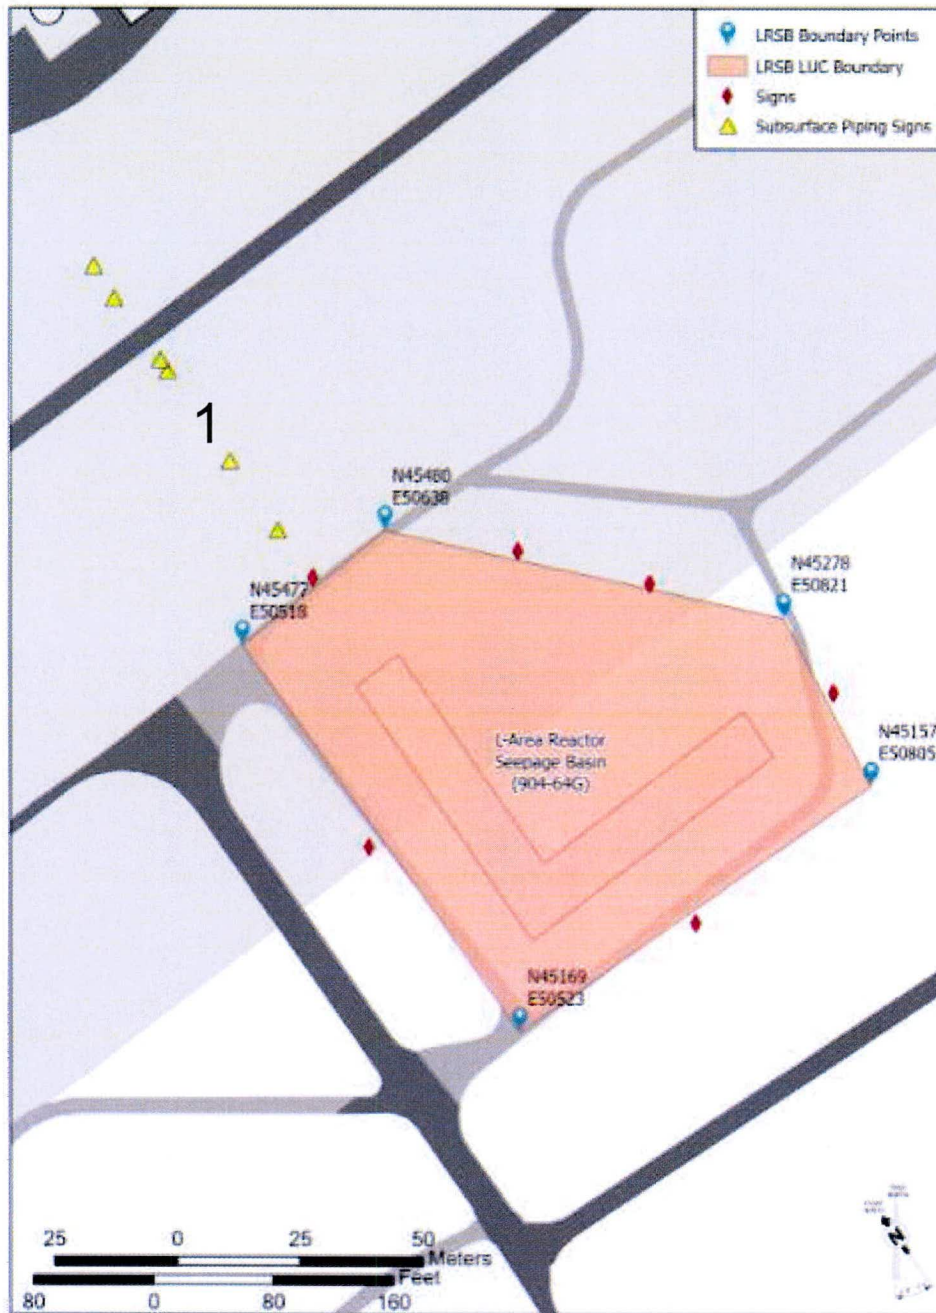 LRSB Boundary Points
LRSB LUC Boundary
Signs
Subsurface Piping Signs
1
N45480
E50638
N45477
E50518
N45278
E50821
L-Area Reactor
Seepage Basin
(904-64G)
N45157
E50805
N45169
E50523
25 0 25 50
Meters
Feet
80 0 80 160
N